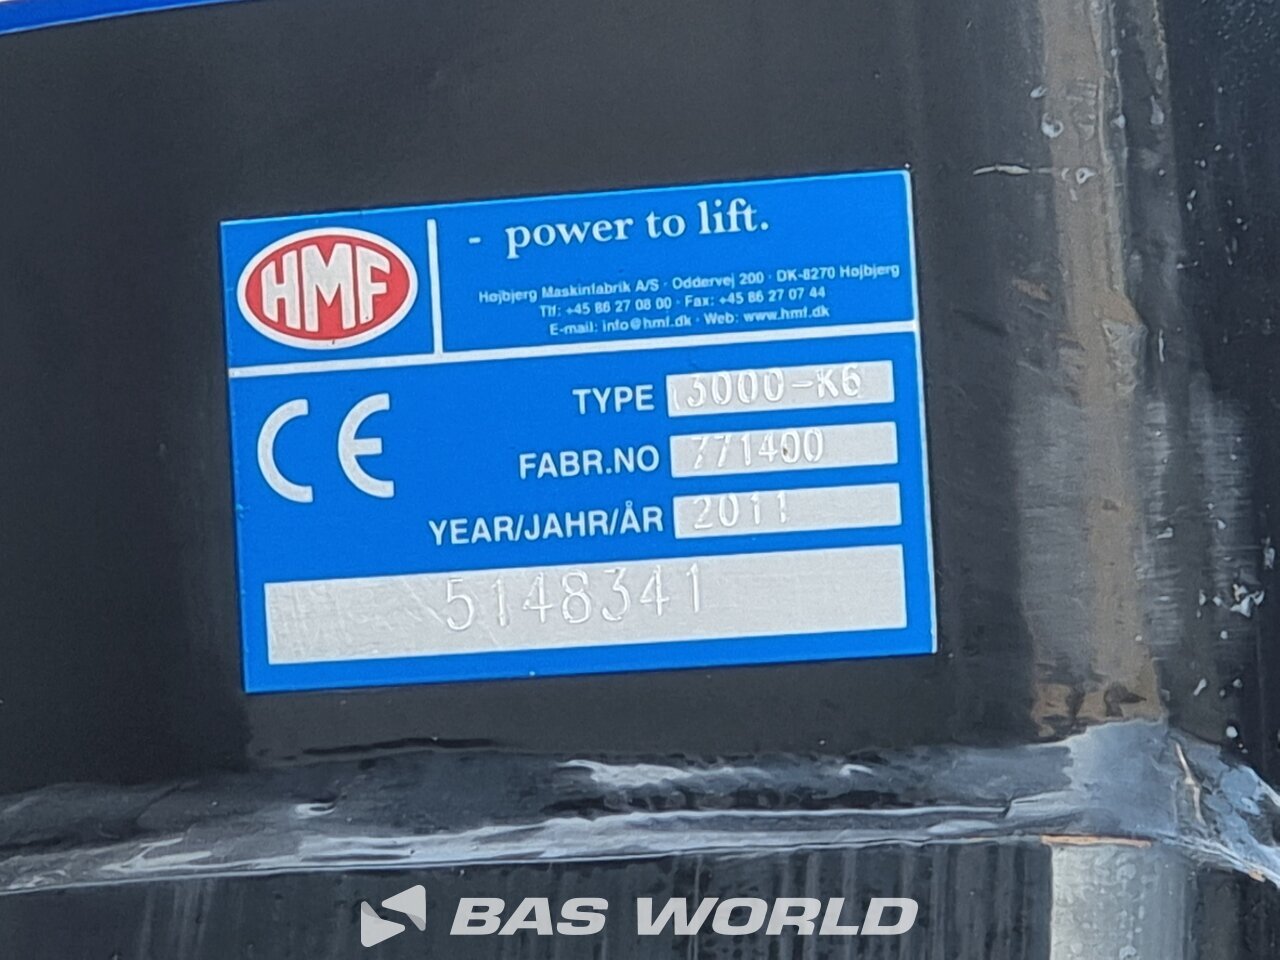 HMF
- power to lift.
Højbjerg Maskinfabrik A/S · Oddervej 200 · DK-8270 Højbjerg
Tlf: +45 86 27 08 00 · Fax: +45 86 27 07 44
E-mail: info@hmf.dk · Web: www.hmf.dk
CE
TYPE 3000-K6
FABR.NO 771400
YEAR/JAHR/ÅR 2011
5148341
BAS WORLD